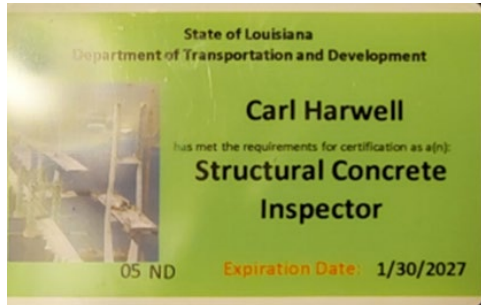 State of Louisiana
Department of Transportation and Development
Carl Harwell
has met the requirements for certification as a(n):
Structural Concrete
Inspector
05 ND
Expiration Date: 1/30/2027